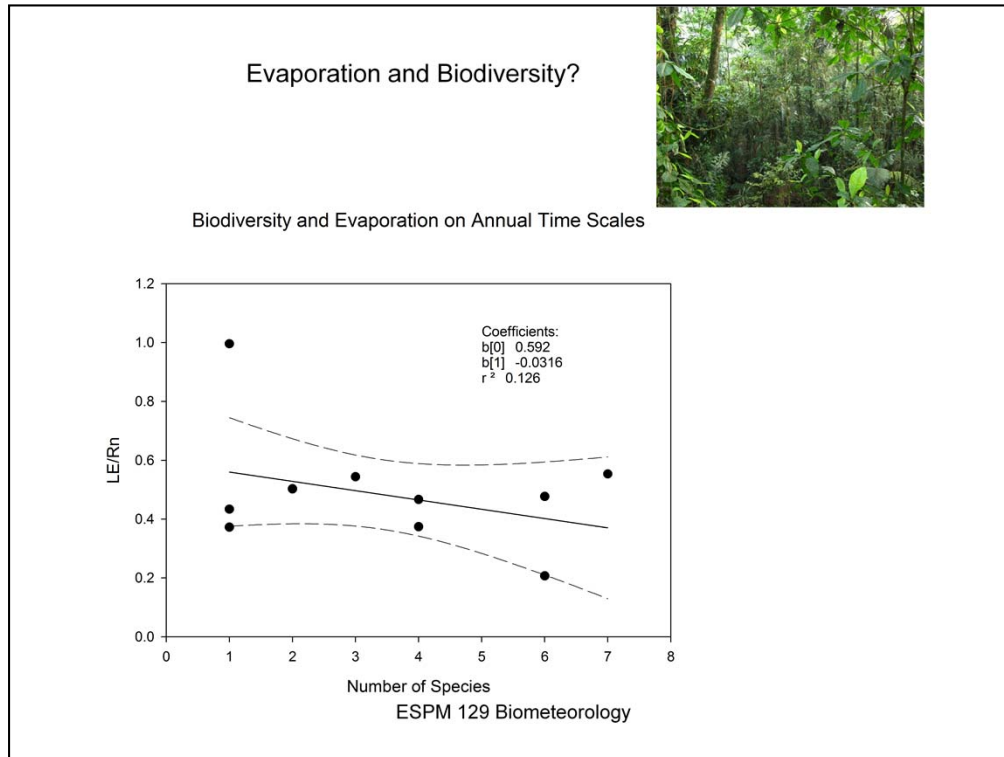 Evaporation and Biodiversity?
Biodiversity and Evaporation on Annual Time Scales
1.2
1.0
0.8
0.6
0.4
0.2
0.0
LE/Rn
Coefficients:
b[0] 0.592
b[1] -0.0316
r ² 0.126
0 1 2 3 4 5 6 7 8
Number of Species
ESPM 129 Biometeorology